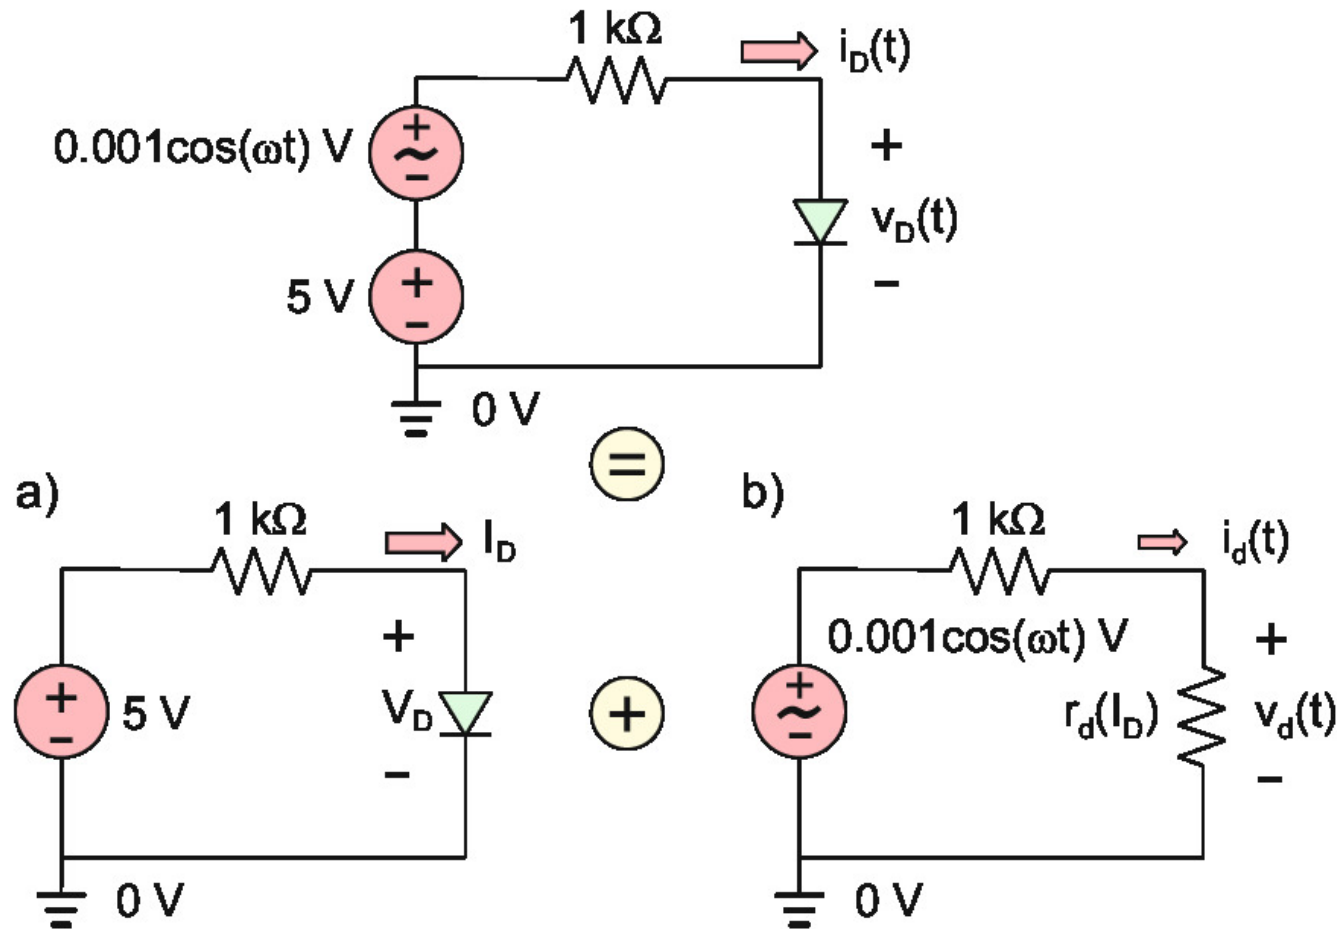 1 kΩ
i_D(t)
0.001cos(ωt) V
+
~
−
+
v_D(t)
−
5 V
+
−
0 V
=
a)
1 kΩ
I_D
+
−
5 V
+
V_D
−
0 V
+
b)
1 kΩ
i_d(t)
0.001cos(ωt) V
+
~
−
r_d(I_D)
+
v_d(t)
−
0 V